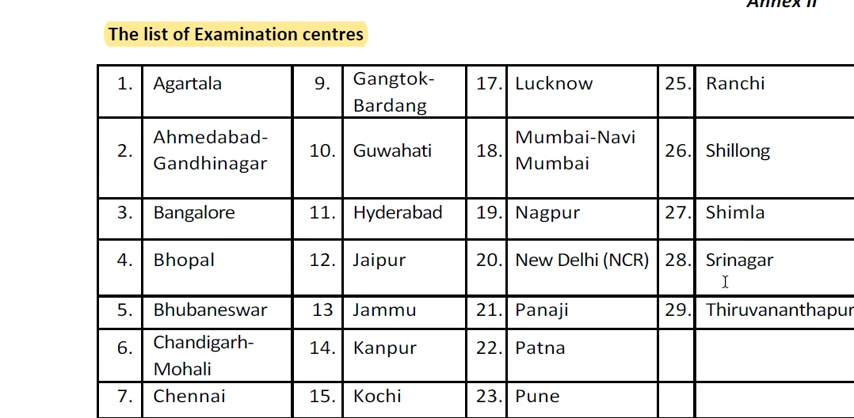 Annex II
The list of Examination centres
1. Agartala 9. Gangtok- 17. Lucknow 25. Ranchi
Bardang
2. Ahmedabad- 10. Guwahati 18. Mumbai-Navi 26. Shillong
Gandhinagar Mumbai
3. Bangalore 11. Hyderabad 19. Nagpur 27. Shimla
4. Bhopal 12. Jaipur 20. New Delhi (NCR) 28. Srinagar
5. Bhubaneswar 13 Jammu 21. Panaji 29. Thiruvananthapur
6. Chandigarh- 14. Kanpur 22. Patna
Mohali
7. Chennai 15. Kochi 23. Pune